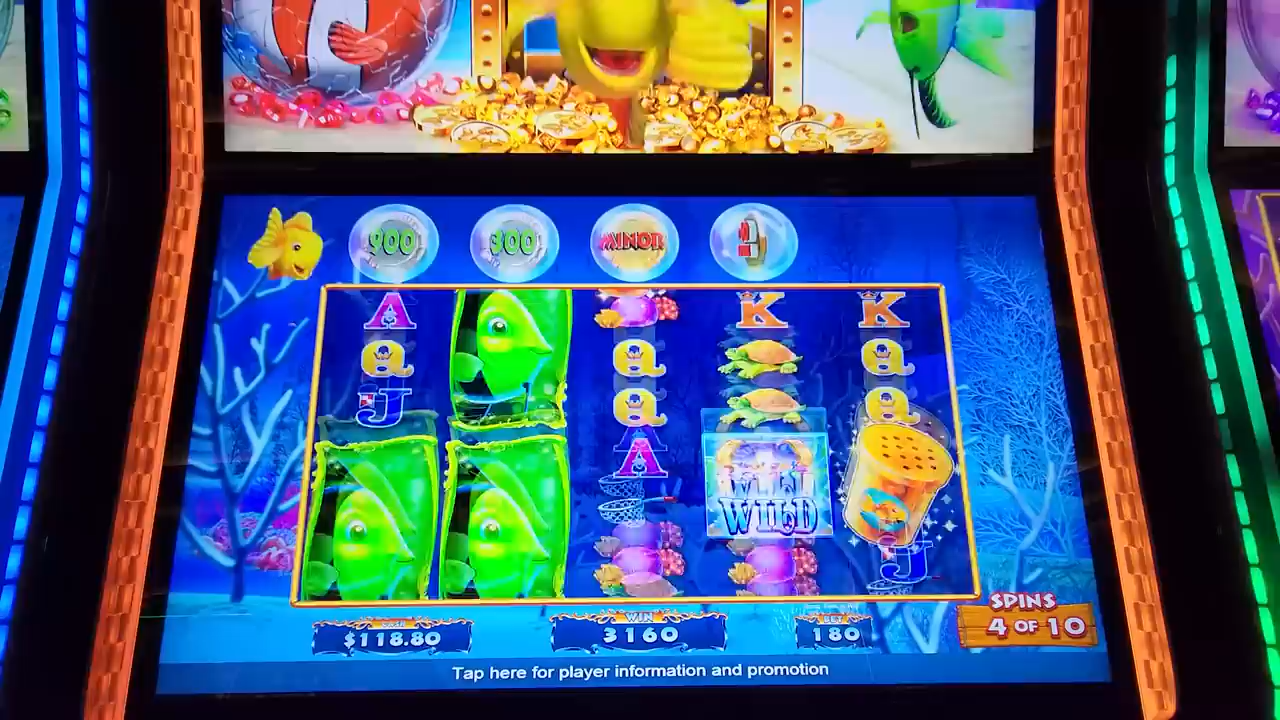 900 300 MINOR
A K K
Q Q Q
J Q Q
A
WILD
J
CASH WIN BET SPINS
$118.80 3160 180 4 OF 10
Tap here for player information and promotion